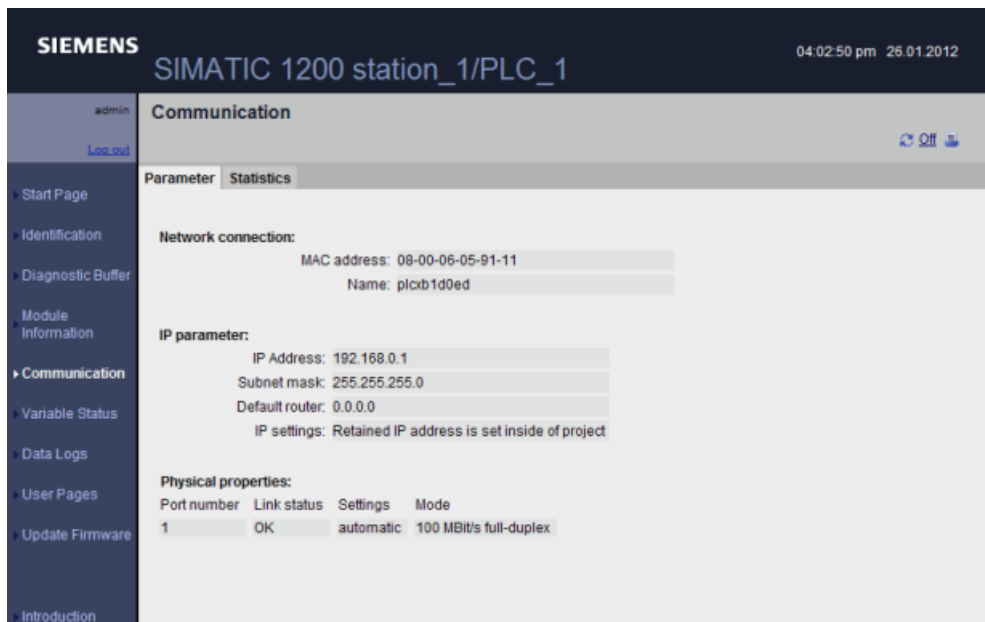 SIEMENS
SIMATIC 1200 station_1/PLC_1
04:02:50 pm 26.01.2012
admin
Log out
Communication
Off
Start Page
Identification
Diagnostic Buffer
Module
Information
Communication
Variable Status
Data Logs
User Pages
Update Firmware
Introduction
Parameter Statistics
Network connection:
MAC address: 08-00-06-05-91-11
Name: plcxb1d0ed
IP parameter:
IP Address: 192.168.0.1
Subnet mask: 255.255.255.0
Default router: 0.0.0.0
IP settings: Retained IP address is set inside of project
Physical properties:
Port number Link status Settings Mode
1 OK automatic 100 MBit/s full-duplex